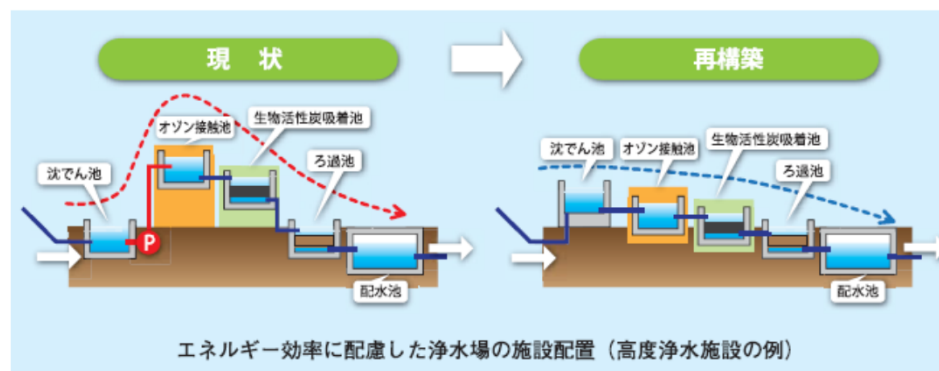 現 状
再構築
沈でん池
オゾン接触池
生物活性炭吸着池
ろ過池
P
配水池
沈でん池
オゾン接触池
生物活性炭吸着池
ろ過池
配水池
エネルギー効率に配慮した浄水場の施設配置（高度浄水施設の例）